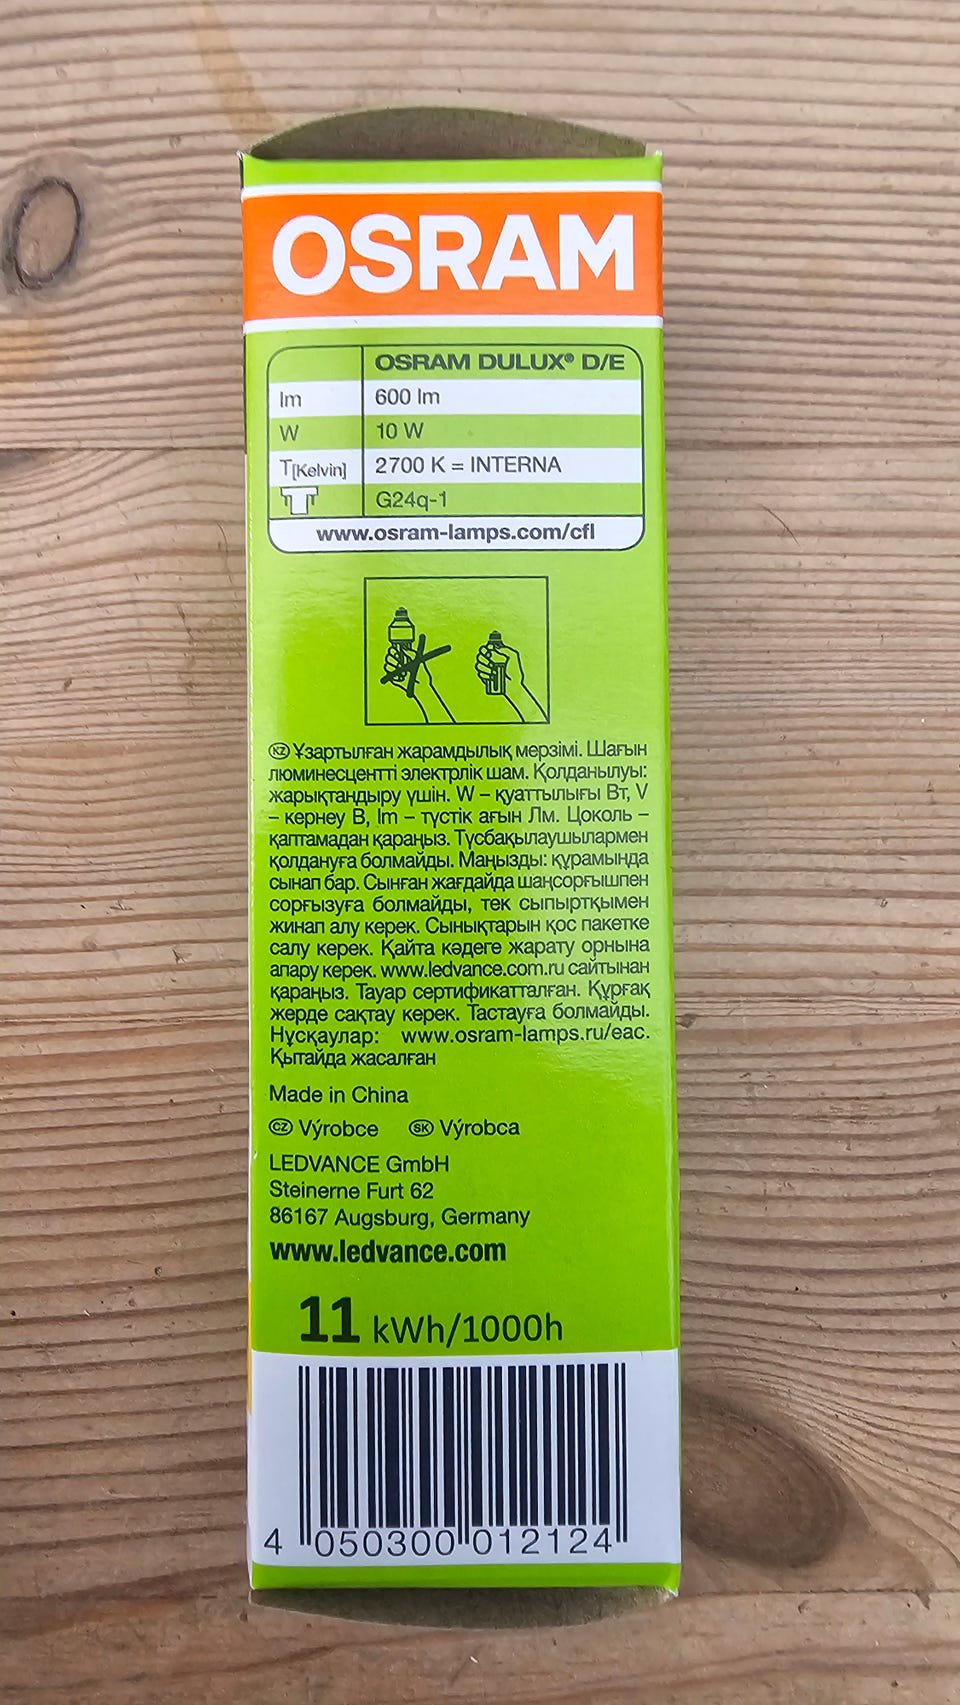 OSRAM
OSRAM DULUX® D/E
lm 600 lm
W 10 W
T[Kelvin] 2700 K = INTERNA
G24q-1
www.osram-lamps.com/cfl
KZ Ұзартылған жарамдылық мерзімі. Шағын
люминесцентті электрлік шам. Қолданылуы:
жарықтандыру үшін. W – қуаттылығы Вт, V
– кернеу В, lm – түстік ағын Лм. Цоколь –
қаптамадан қараңыз. Түсбақылаушылармен
қолдануға болмайды. Маңызды: құрамында
сынап бар. Сынған жағдайда шаңсорғышпен
сорғызуға болмайды, тек сыпыртқымен
жинап алу керек. Сынықтарын қос пакетке
салу керек. Қайта кәдеге жарату орнына
апару керек. www.ledvance.com.ru сайтынан
қараңыз. Тауар сертификатталған. Құрғақ
жерде сақтау керек. Тастауға болмайды.
Нұсқаулар: www.osram-lamps.ru/eac.
Қытайда жасалған
Made in China
CZ Výrobce SK Výrobca
LEDVANCE GmbH
Steinerne Furt 62
86167 Augsburg, Germany
www.ledvance.com
11 kWh/1000h
4 050300 012124